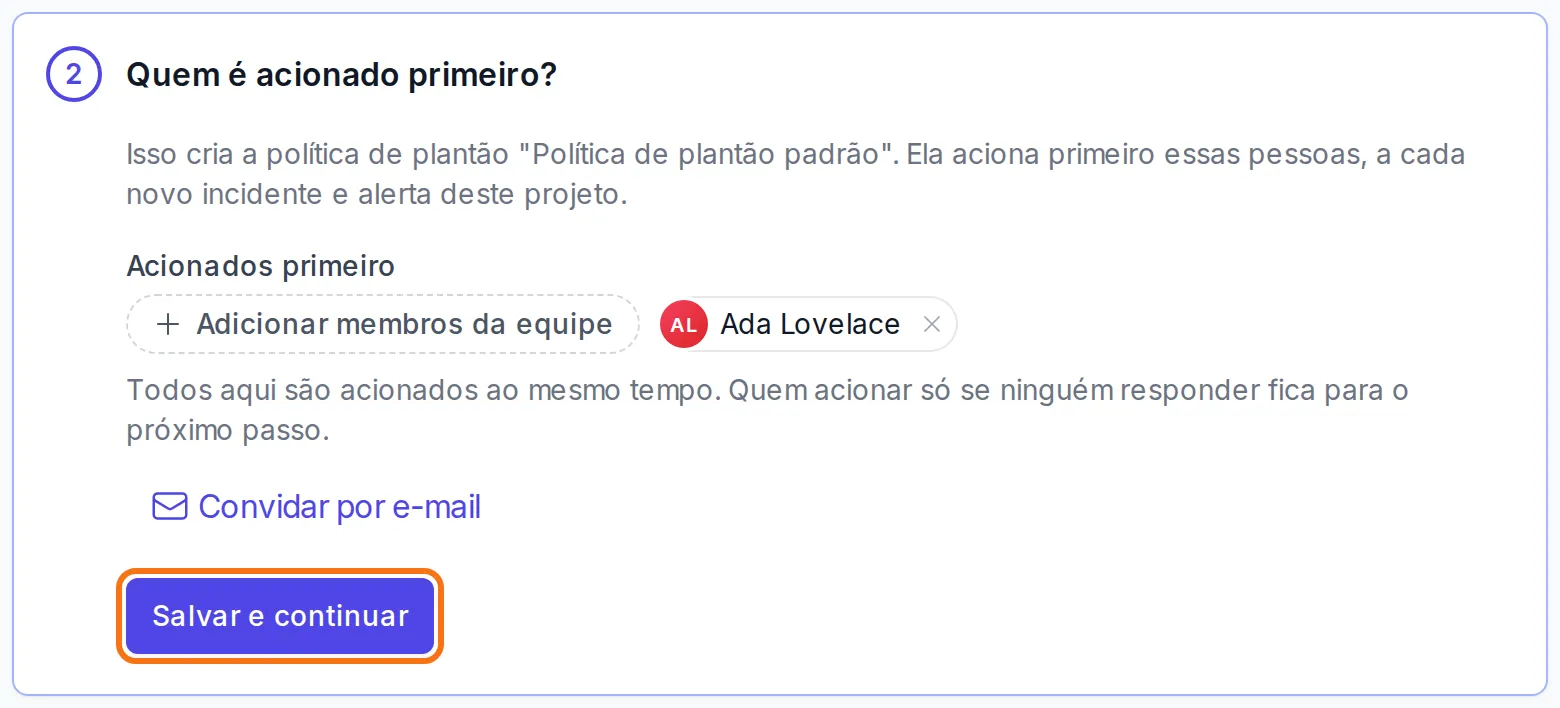 2
Quem é acionado primeiro?
Isso cria a política de plantão "Política de plantão padrão". Ela aciona primeiro essas pessoas, a cada
novo incidente e alerta deste projeto.
Acionados primeiro
Adicionar membros da equipe
AL Ada Lovelace
Todos aqui são acionados ao mesmo tempo. Quem acionar só se ninguém responder fica para o
próximo passo.
Convidar por e-mail
Salvar e continuar